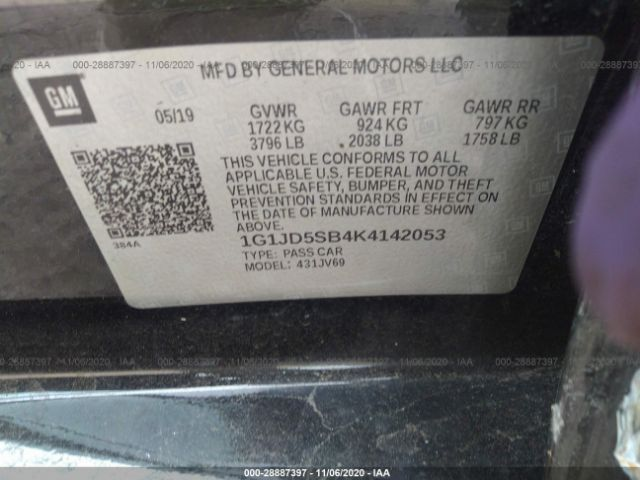 000-28887397 - 11/06/2020 - IAA
GM
MFD BY GENERAL MOTORS LLC
05/19 GVWR GAWR FRT GAWR RR
1722 KG 924 KG 797 KG
3796 LB 2038 LB 1758 LB
THIS VEHICLE CONFORMS TO ALL
APPLICABLE U.S. FEDERAL MOTOR
VEHICLE SAFETY, BUMPER, AND THEFT
PREVENTION STANDARDS IN EFFECT ON
THE DATE OF MANUFACTURE SHOWN
ABOVE.
384A
1G1JD5SB4K4142053
TYPE: PASS CAR
MODEL: 431JV69
000-28887397 - 11/06/2020 - IAA
000-28887397 - 11/06/2020 - IAA